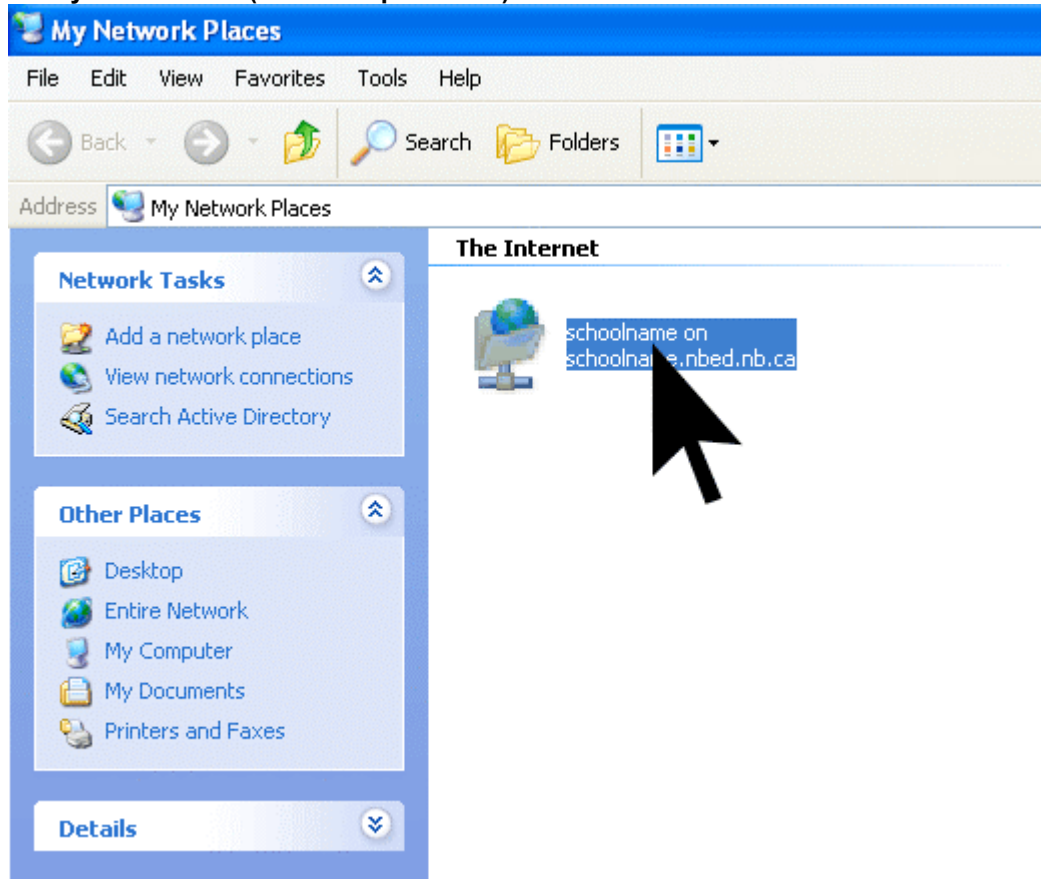 My Network Places
File Edit View Favorites Tools Help
Back Search Folders
Address My Network Places
The Internet
Network Tasks
Add a network place
View network connections
Search Active Directory
schoolname on
schoolname.nbed.nb.ca
Other Places
Desktop
Entire Network
My Computer
My Documents
Printers and Faxes
Details